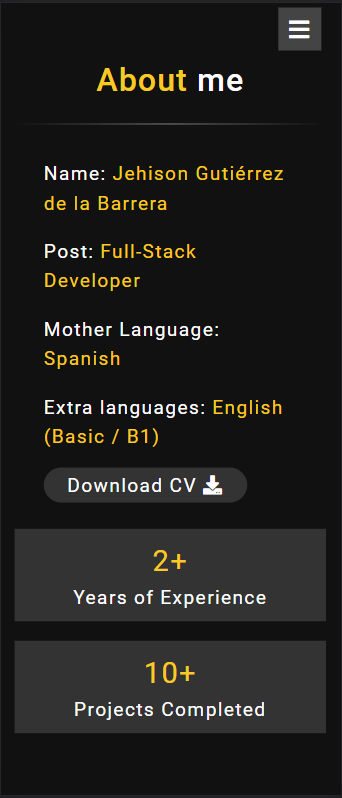 About me
Name: Jehison Gutiérrez
de la Barrera
Post: Full-Stack
Developer
Mother Language:
Spanish
Extra languages: English
(Basic / B1)
Download CV
2+
Years of Experience
10+
Projects Completed